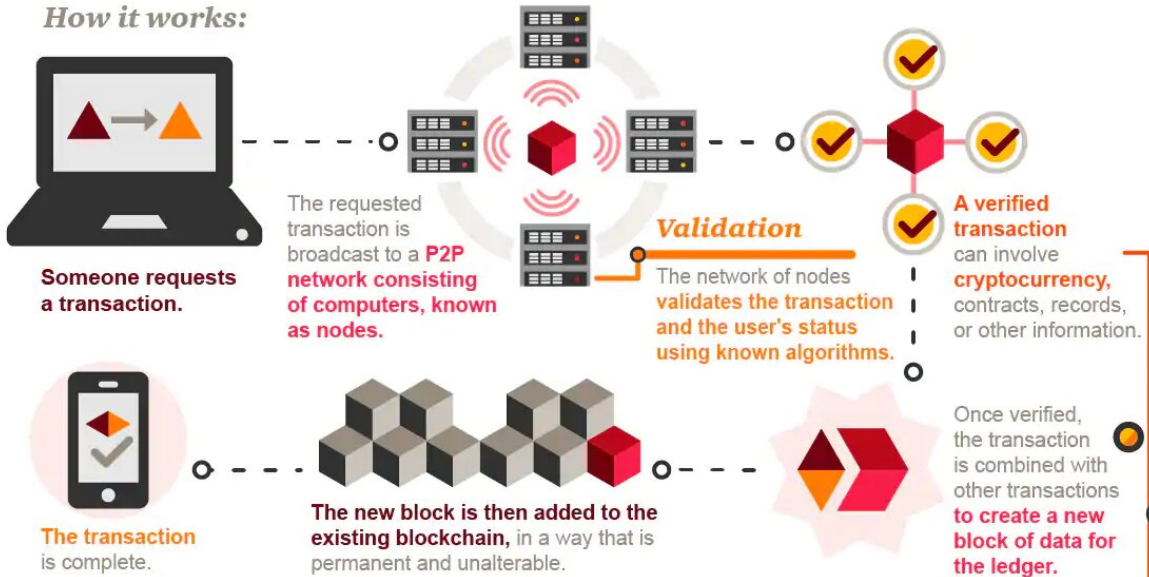 How it works:
Someone requests
a transaction.
The requested
transaction is
broadcast to a P2P
network consisting
of computers, known
as nodes.
Validation
The network of nodes
validates the transaction
and the user's status
using known algorithms.
A verified
transaction
can involve
cryptocurrency,
contracts, records,
or other information.
Once verified,
the transaction
is combined with
other transactions
to create a new
block of data for
the ledger.
The new block is then added to the
existing blockchain, in a way that is
permanent and unalterable.
The transaction
is complete.